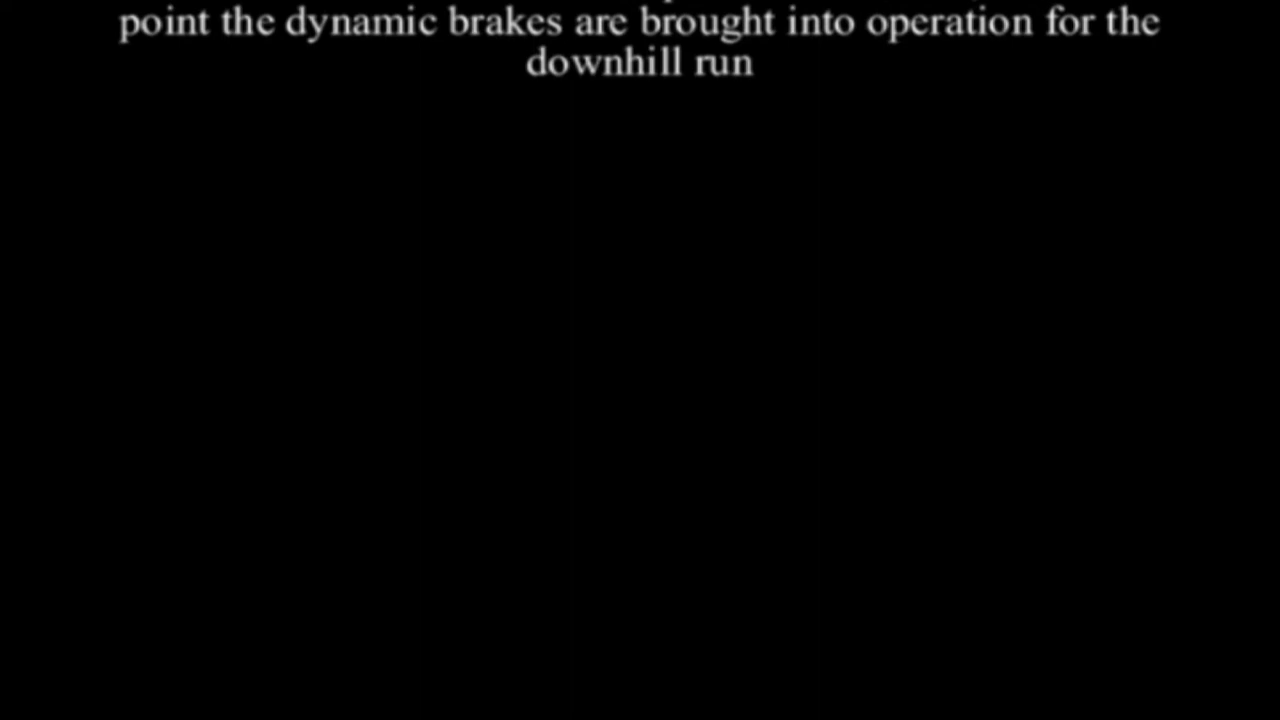 point the dynamic brakes are brought into operation for the
downhill run